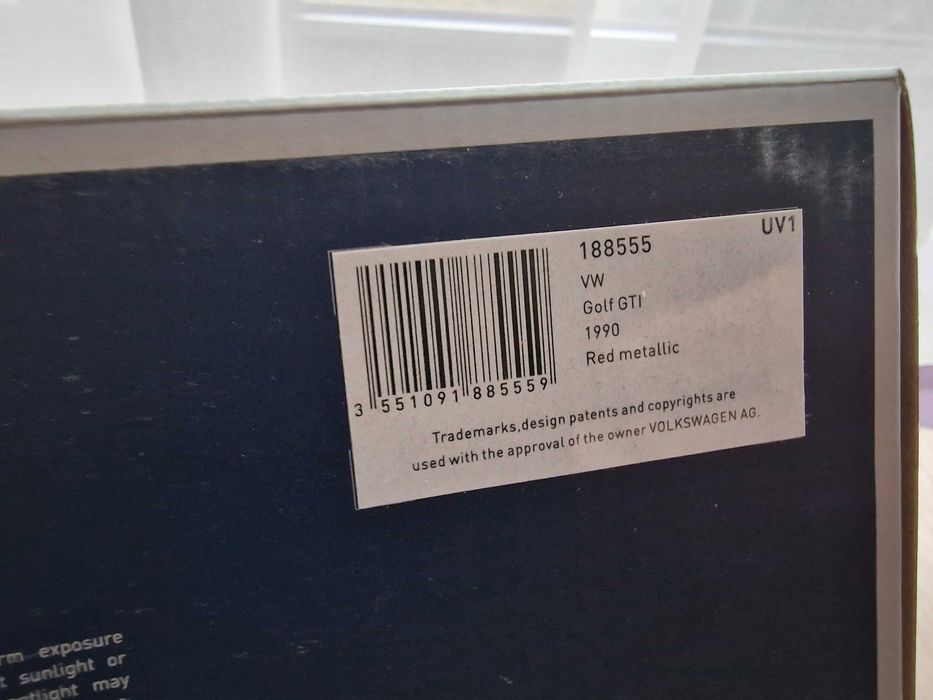 UV1
188555
VW
Golf GTI
1990
Red metallic
3 551091 885559
Trademarks,design patents and copyrights are
used with the approval of the owner VOLKSWAGEN AG.
exposure
sunlight or
may